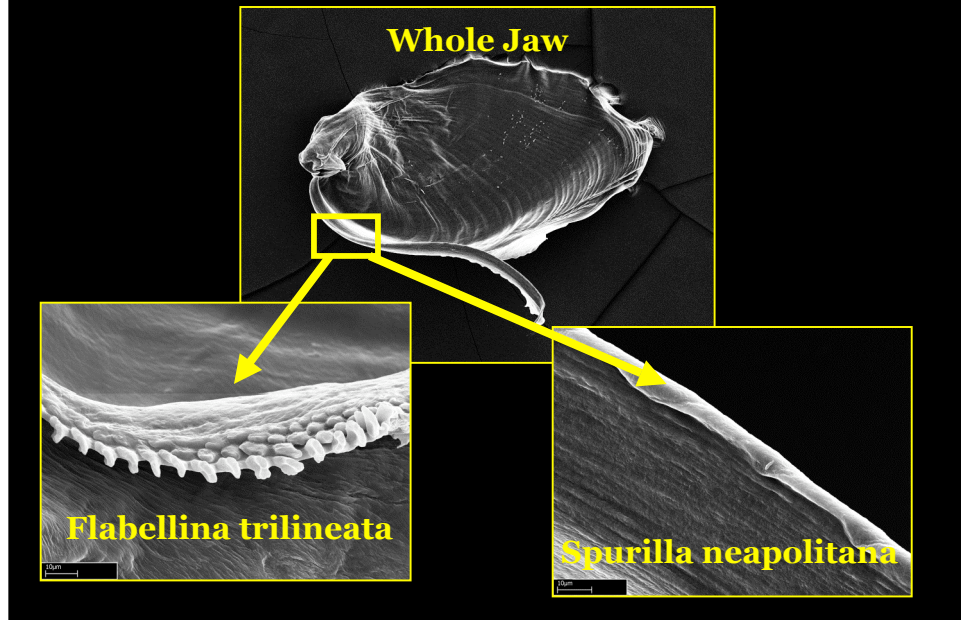 Whole Jaw
Flabellina trilineata
10µm
Spurilla neapolitana
10µm